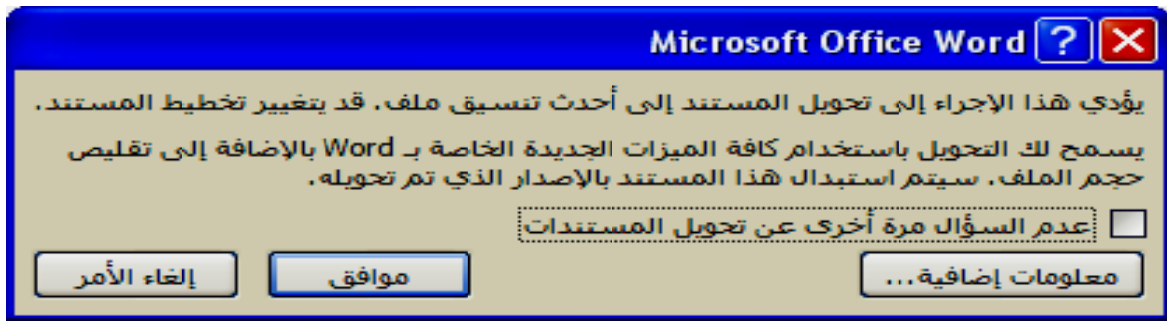 Microsoft Office Word
يؤدي هذا الإجراء إلى تحويل المستند إلى أحدث تنسيق ملف. قد يتغيير تخطيط المستند.
يسمح لك التحويل باستخدام كافة الميزات الجديدة الخاصة بـ Word بالإضافة إلى تقليص
حجم الملف. سيتم استبدال هذا المستند بالإصدار الذي تم تحويله.
عدم السؤال مرة أخرى عن تحويل المستندات
معلومات إضافية...
موافق
إلغاء الأمر